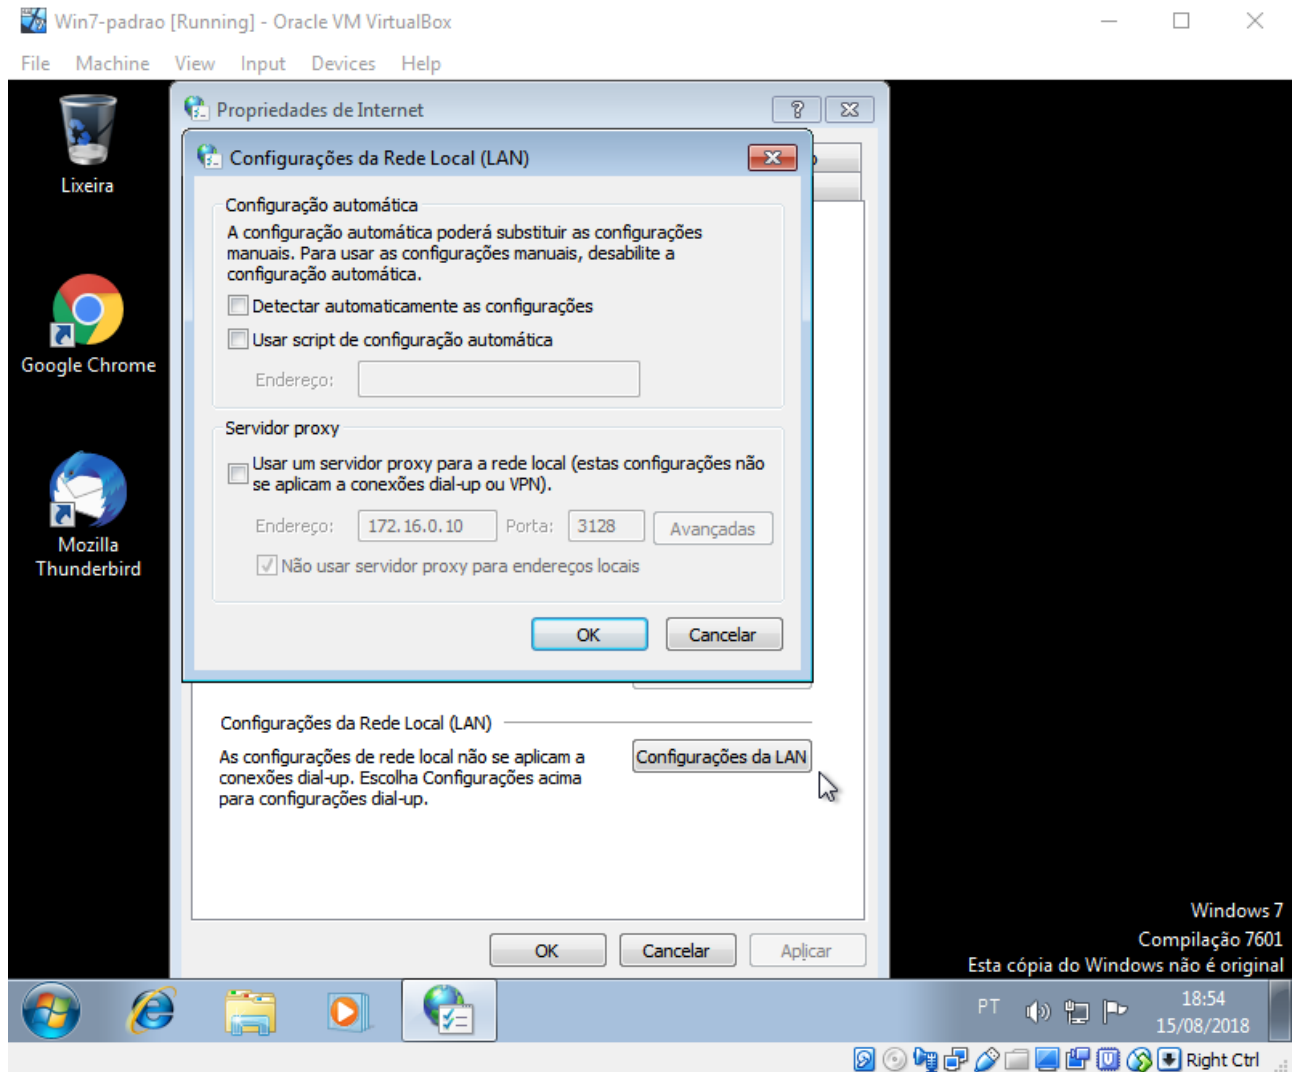 Win7-padrao [Running] - Oracle VM VirtualBox
File Machine View Input Devices Help
Lixeira
Google Chrome
Mozilla
Thunderbird
Propriedades de Internet
Configurações da Rede Local (LAN)
Configuração automática
A configuração automática poderá substituir as configurações
manuais. Para usar as configurações manuais, desabilite a
configuração automática.
Detectar automaticamente as configurações
Usar script de configuração automática
Endereço:
Servidor proxy
Usar um servidor proxy para a rede local (estas configurações não
se aplicam a conexões dial-up ou VPN).
Endereço: 172.16.0.10 Porta: 3128 Avançadas
Não usar servidor proxy para endereços locais
OK Cancelar
Configurações da Rede Local (LAN)
As configurações de rede local não se aplicam a
conexões dial-up. Escolha Configurações acima
para configurações dial-up.
Configurações da LAN
OK Cancelar Aplicar
Windows 7
Compilação 7601
Esta cópia do Windows não é original
PT
18:54
15/08/2018
Right Ctrl